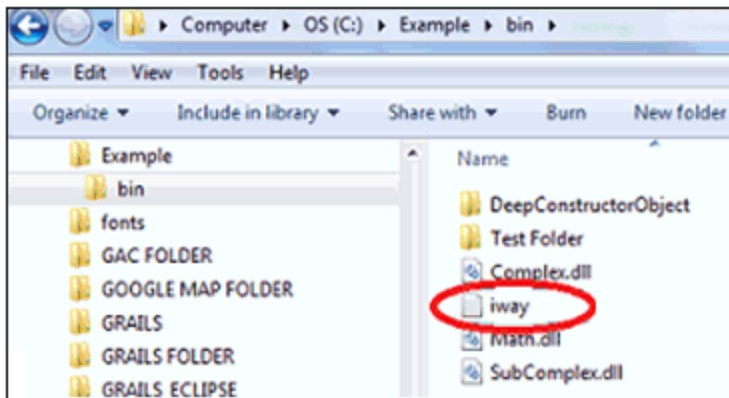 Computer OS (C:) Example bin
File Edit View Tools Help
Organize Include in library Share with Burn New folder
Example
bin
fonts
GAC FOLDER
GOOGLE MAP FOLDER
GRAILS
GRAILS FOLDER
GRAILS ECLIPSE
Name
DeepConstructorObject
Test Folder
Complex.dll
iway
Math.dll
SubComplex.dll